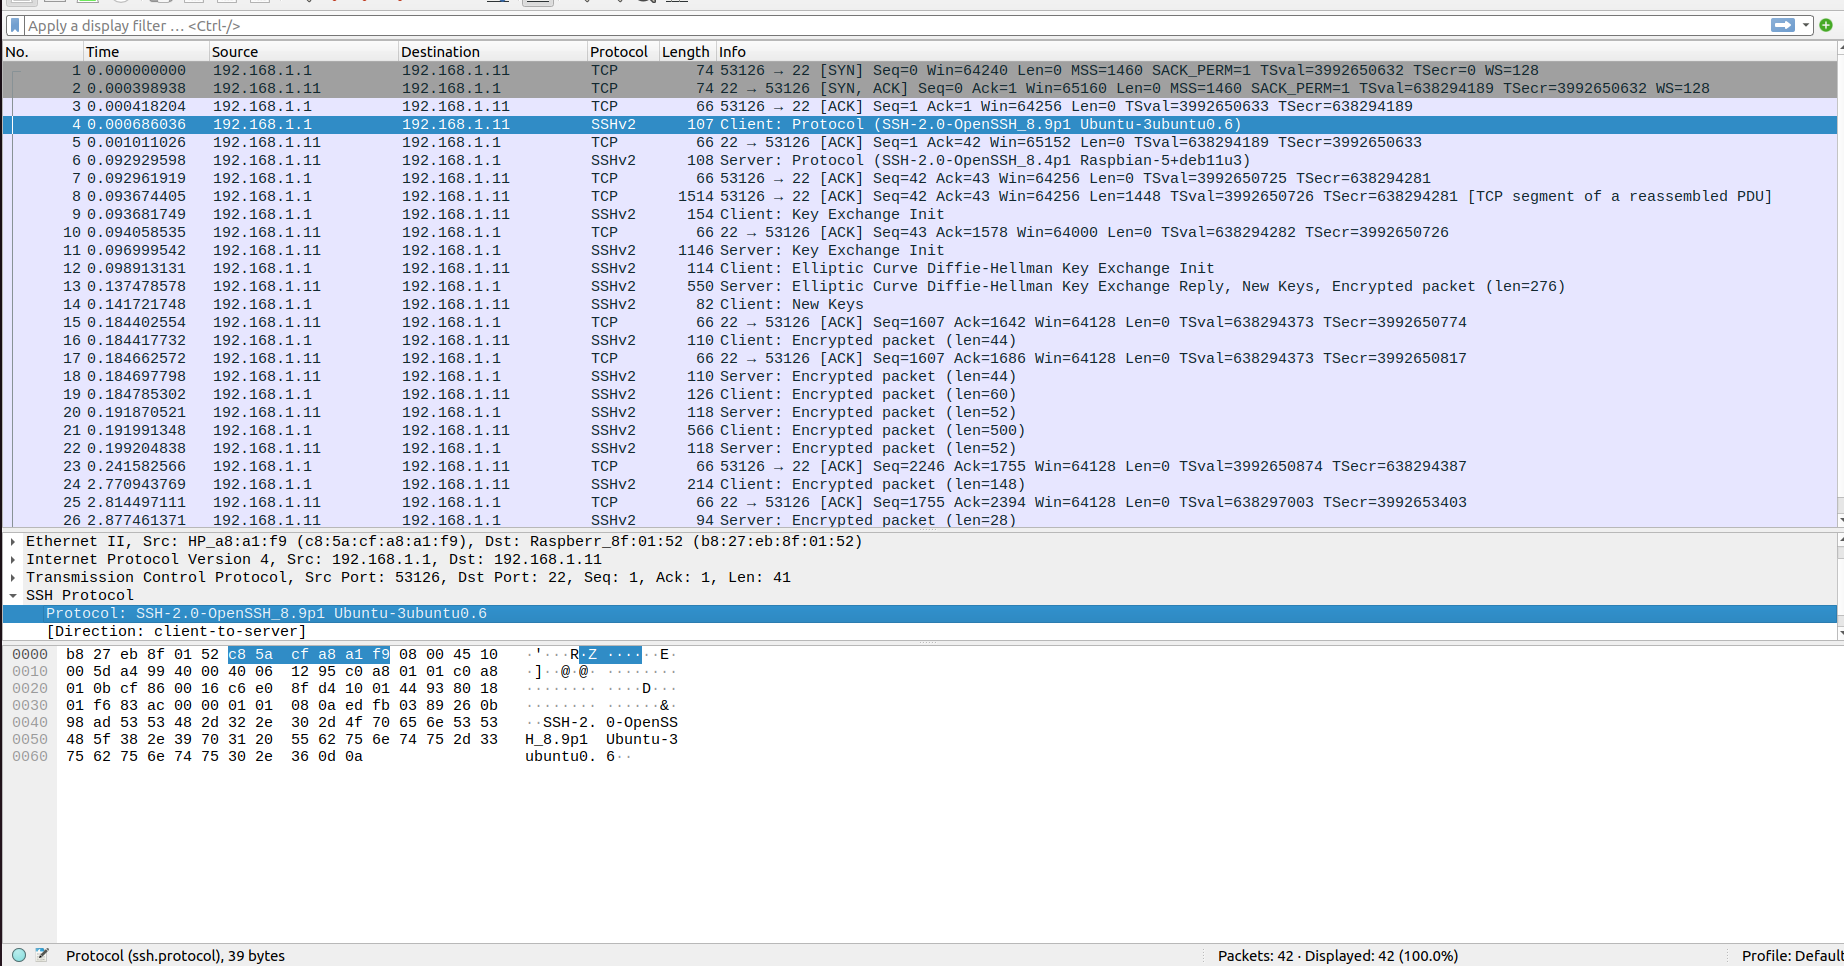 Apply a display filter … <Ctrl-/>
No. Time Source Destination Protocol Length Info
1 0.000000000 192.168.1.1 192.168.1.11 TCP 74 53126 → 22 [SYN] Seq=0 Win=64240 Len=0 MSS=1460 SACK_PERM=1 TSval=3992650632 TSecr=0 WS=128
2 0.000398938 192.168.1.11 192.168.1.1 TCP 74 22 → 53126 [SYN, ACK] Seq=0 Ack=1 Win=65160 Len=0 MSS=1460 SACK_PERM=1 TSval=638294189 TSecr=3992650632 WS=128
3 0.000418204 192.168.1.1 192.168.1.11 TCP 66 53126 → 22 [ACK] Seq=1 Ack=1 Win=64256 Len=0 TSval=3992650633 TSecr=638294189
4 0.000686036 192.168.1.1 192.168.1.11 SSHv2 107 Client: Protocol (SSH-2.0-OpenSSH_8.9p1 Ubuntu-3ubuntu0.6)
5 0.001011026 192.168.1.11 192.168.1.1 TCP 66 22 → 53126 [ACK] Seq=1 Ack=42 Win=65152 Len=0 TSval=638294189 TSecr=3992650633
6 0.092929598 192.168.1.11 192.168.1.1 SSHv2 108 Server: Protocol (SSH-2.0-OpenSSH_8.4p1 Raspbian-5+deb11u3)
7 0.092961919 192.168.1.1 192.168.1.11 TCP 66 53126 → 22 [ACK] Seq=42 Ack=43 Win=64256 Len=0 TSval=3992650725 TSecr=638294281
8 0.093674405 192.168.1.1 192.168.1.11 TCP 1514 53126 → 22 [ACK] Seq=42 Ack=43 Win=64256 Len=1448 TSval=3992650726 TSecr=638294281 [TCP segment of a reassembled PDU]
9 0.093681749 192.168.1.1 192.168.1.11 SSHv2 154 Client: Key Exchange Init
10 0.094058535 192.168.1.11 192.168.1.1 TCP 66 22 → 53126 [ACK] Seq=43 Ack=1578 Win=64000 Len=0 TSval=638294282 TSecr=3992650726
11 0.096999542 192.168.1.11 192.168.1.1 SSHv2 1146 Server: Key Exchange Init
12 0.098913131 192.168.1.1 192.168.1.11 SSHv2 114 Client: Elliptic Curve Diffie-Hellman Key Exchange Init
13 0.137478578 192.168.1.11 192.168.1.1 SSHv2 550 Server: Elliptic Curve Diffie-Hellman Key Exchange Reply, New Keys, Encrypted packet (len=276)
14 0.141721748 192.168.1.1 192.168.1.11 SSHv2 82 Client: New Keys
15 0.184402554 192.168.1.11 192.168.1.1 TCP 66 22 → 53126 [ACK] Seq=1607 Ack=1642 Win=64128 Len=0 TSval=638294373 TSecr=3992650774
16 0.184417732 192.168.1.1 192.168.1.11 SSHv2 110 Client: Encrypted packet (len=44)
17 0.184662572 192.168.1.11 192.168.1.1 TCP 66 22 → 53126 [ACK] Seq=1607 Ack=1686 Win=64128 Len=0 TSval=638294373 TSecr=3992650817
18 0.184697798 192.168.1.11 192.168.1.1 SSHv2 110 Server: Encrypted packet (len=44)
19 0.184785302 192.168.1.1 192.168.1.11 SSHv2 126 Client: Encrypted packet (len=60)
20 0.191870521 192.168.1.11 192.168.1.1 SSHv2 118 Server: Encrypted packet (len=52)
21 0.191991348 192.168.1.1 192.168.1.11 SSHv2 566 Client: Encrypted packet (len=500)
22 0.199204838 192.168.1.11 192.168.1.1 SSHv2 118 Server: Encrypted packet (len=52)
23 0.241582566 192.168.1.1 192.168.1.11 TCP 66 53126 → 22 [ACK] Seq=2246 Ack=1755 Win=64128 Len=0 TSval=3992650874 TSecr=638294387
24 2.770943769 192.168.1.1 192.168.1.11 SSHv2 214 Client: Encrypted packet (len=148)
25 2.814497111 192.168.1.11 192.168.1.1 TCP 66 22 → 53126 [ACK] Seq=1755 Ack=2394 Win=64128 Len=0 TSval=638297003 TSecr=3992653403
26 2.877461371 192.168.1.11 192.168.1.1 SSHv2 94 Server: Encrypted packet (len=28)
Ethernet II, Src: HP_a8:a1:f9 (c8:5a:cf:a8:a1:f9), Dst: Raspberr_8f:01:52 (b8:27:eb:8f:01:52)
Internet Protocol Version 4, Src: 192.168.1.1, Dst: 192.168.1.11
Transmission Control Protocol, Src Port: 53126, Dst Port: 22, Seq: 1, Ack: 1, Len: 41
SSH Protocol
Protocol: SSH-2.0-OpenSSH_8.9p1 Ubuntu-3ubuntu0.6
[Direction: client-to-server]
0000 b8 27 eb 8f 01 52 c8 5a cf a8 a1 f9 08 00 45 10 ·'···R·Z ······E·
0010 00 5d a4 99 40 00 40 06 12 95 c0 a8 01 01 c0 a8 ·]··@·@· ········
0020 01 0b cf 86 00 16 c6 e0 8f d4 10 01 44 93 80 18 ········ ····D···
0030 01 f6 83 ac 00 00 01 01 08 0a ed fb 03 89 26 0b ········ ······&·
0040 98 ad 53 53 48 2d 32 2e 30 2d 4f 70 65 6e 53 53 ··SSH-2. 0-OpenSS
0050 48 5f 38 2e 39 70 31 20 55 62 75 6e 74 75 2d 33 H_8.9p1 Ubuntu-3
0060 75 62 75 6e 74 75 30 2e 36 0d 0a ubuntu0. 6··
Protocol (ssh.protocol), 39 bytes Packets: 42 · Displayed: 42 (100.0%) Profile: Default